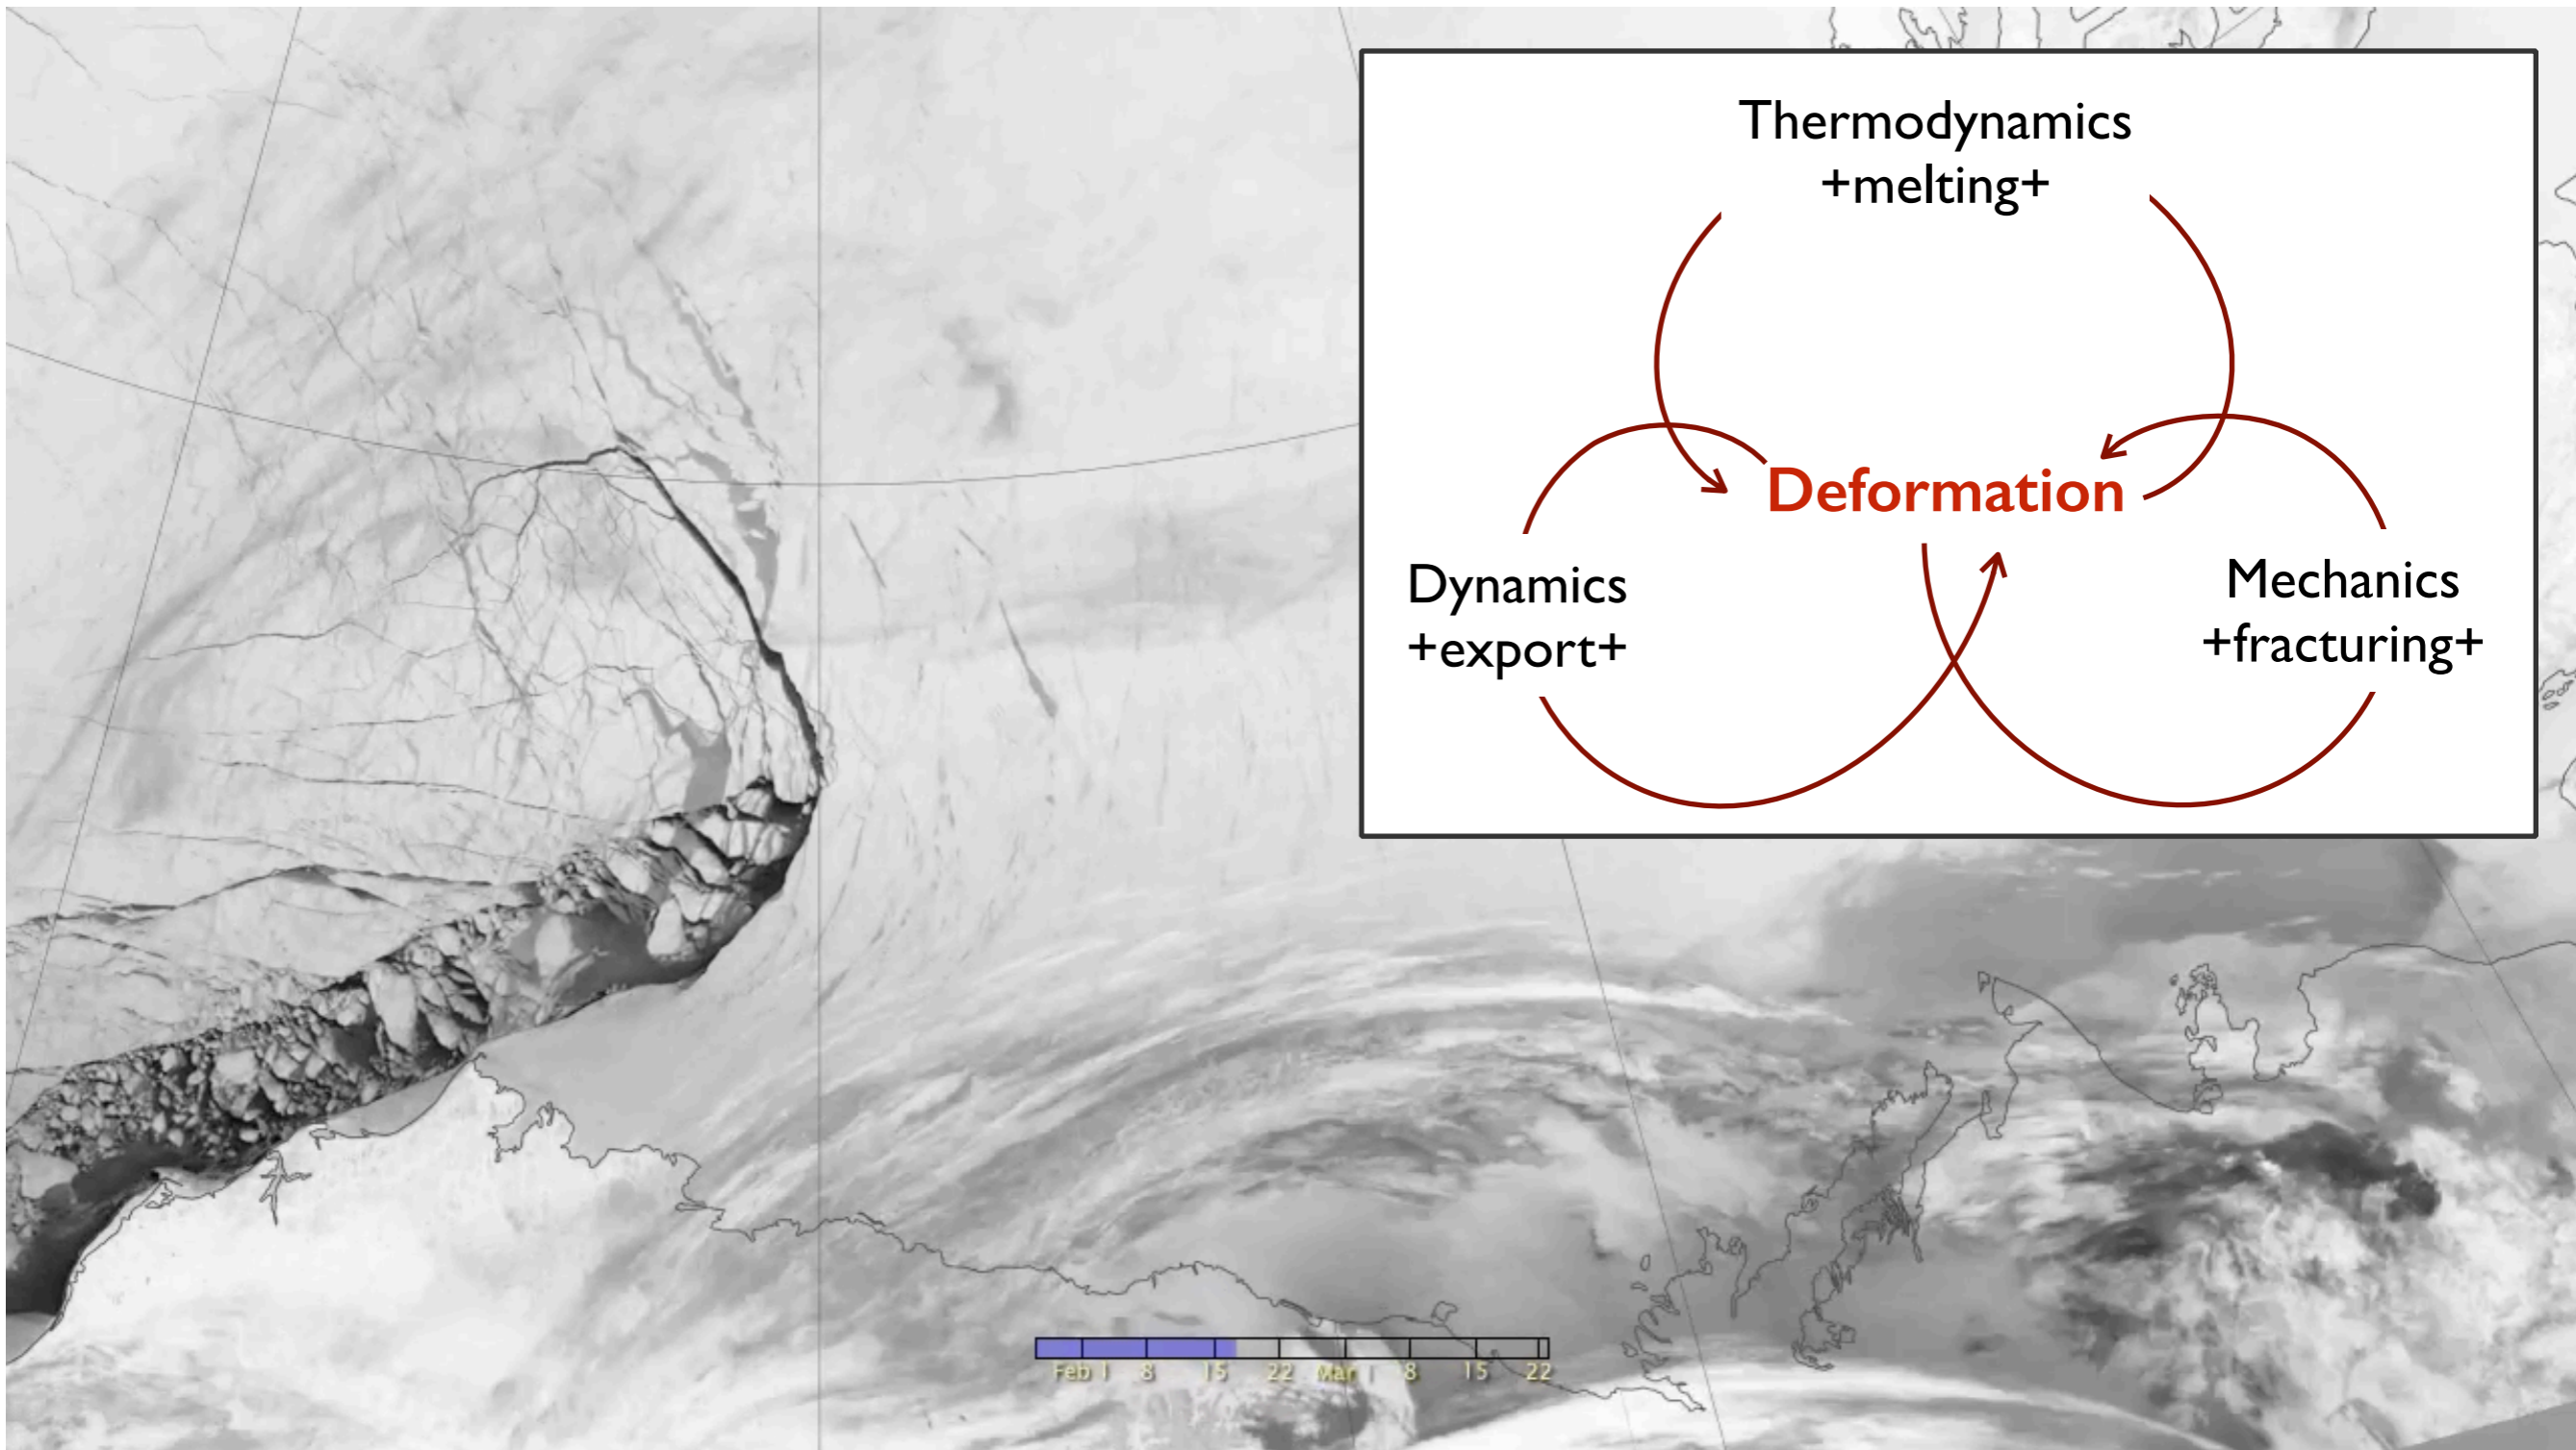 Thermodynamics
+melting+
Deformation
Dynamics
+export+
Mechanics
+fracturing+
Feb 1 8 15 22 Mar 1 8 15 22